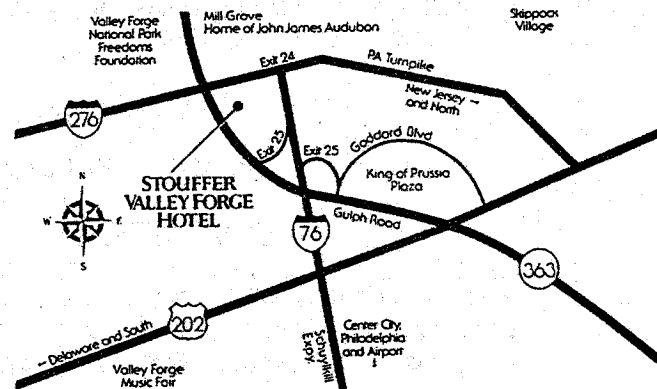 Valley Forge
National Park
Freedoms
Foundation
Mill Grove
Home of John James Audubon
Skippack
Village
Exit 24
PA Turnpike
New Jersey →
and North
276
Exit 25
Exit 25
Goddard Blvd
King of Prussia
Plaza
STOUFFER
VALLEY FORGE
HOTEL
N
W
E
S
76
Gulph Road
363
202
← Delaware and South
Schuylkill
Expy.
Center City,
Philadelphia
and Airport
↓
Valley Forge
Music Fair